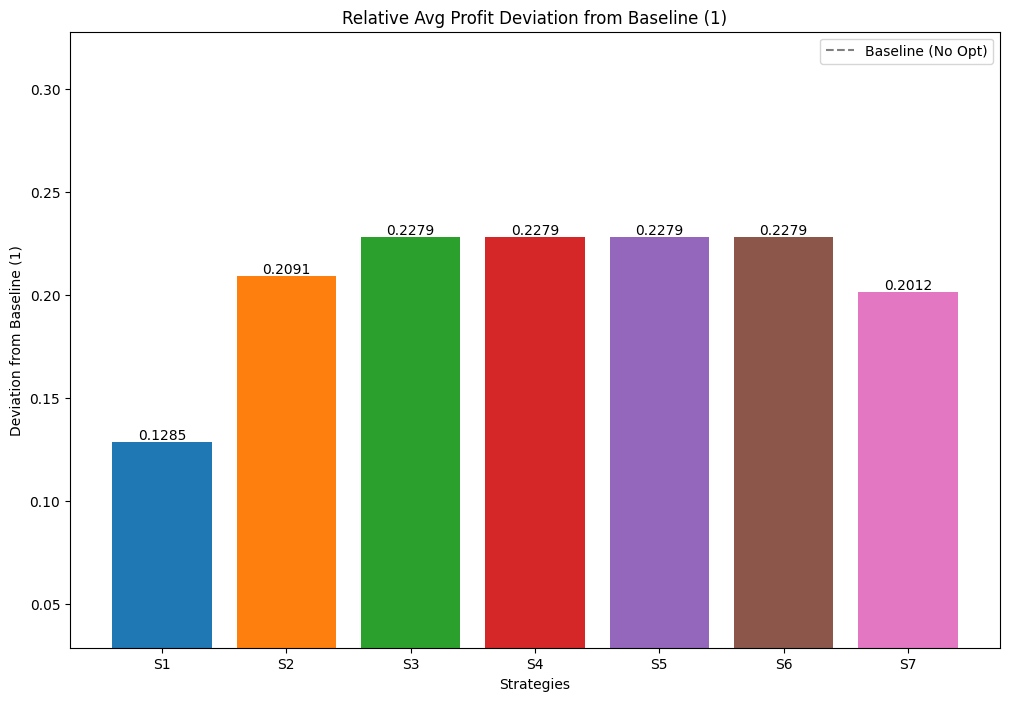 Relative Avg Profit Deviation from Baseline (1)
Baseline (No Opt)
Deviation from Baseline (1)
0.30
0.25
0.20
0.15
0.10
0.05
0.1285
0.2091
0.2279
0.2279
0.2279
0.2279
0.2012
S1 S2 S3 S4 S5 S6 S7
Strategies